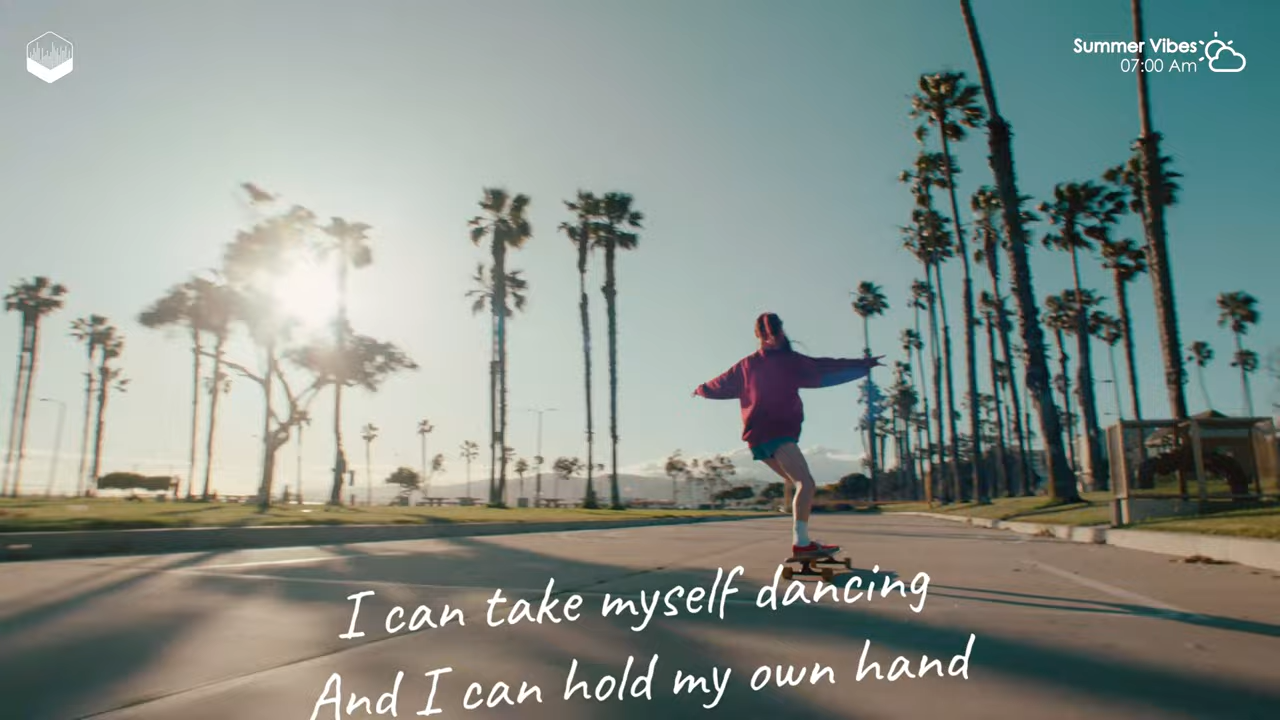 Summer Vibes
07:00 Am
I can take myself dancing
And I can hold my own hand